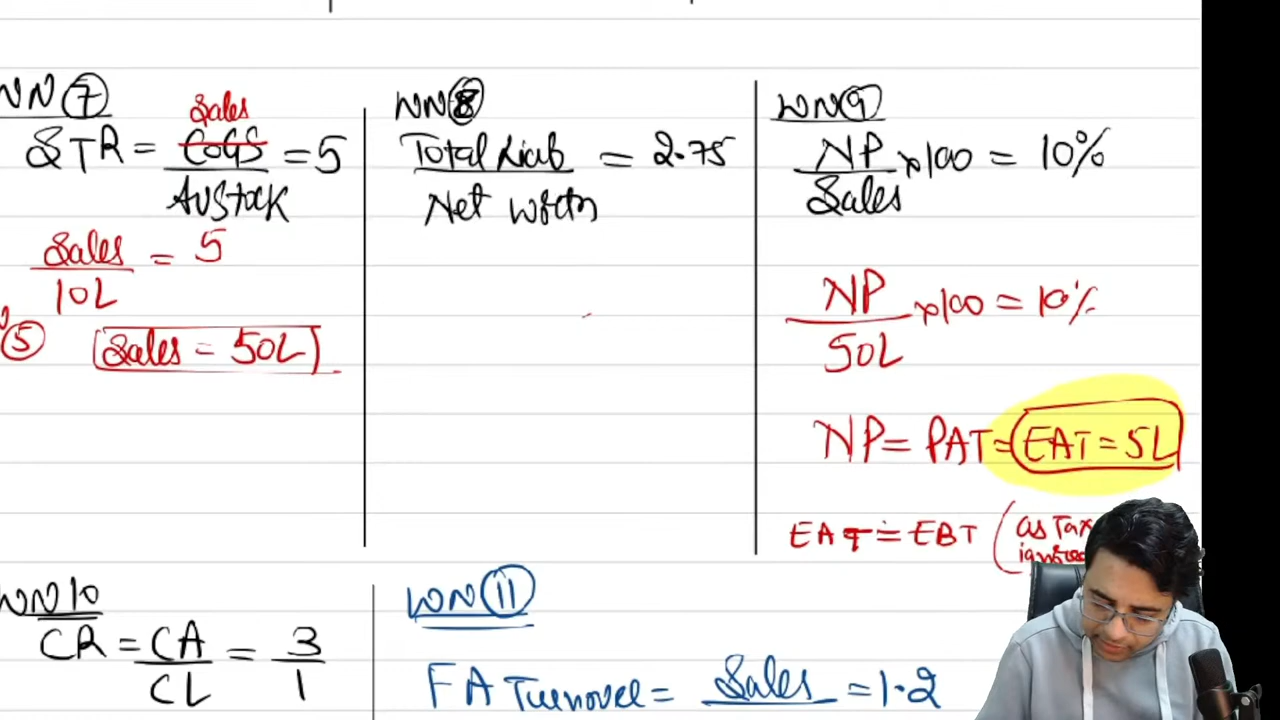 WN 7
STR = Sales COGS / AvStock = 5
Sales / 10L = 5
5
Sales = 50L
WN 8
Total Liab / Net worth = 2.75
WN 9
NP / Sales × 100 = 10%
NP / 50L × 100 = 10%
NP = PAT = EAT = 5L
EAT = EBT (as Tax
WN 10
CR = CA / CL = 3 / 1
WN 11
FA Turnover = Sales = 1.2